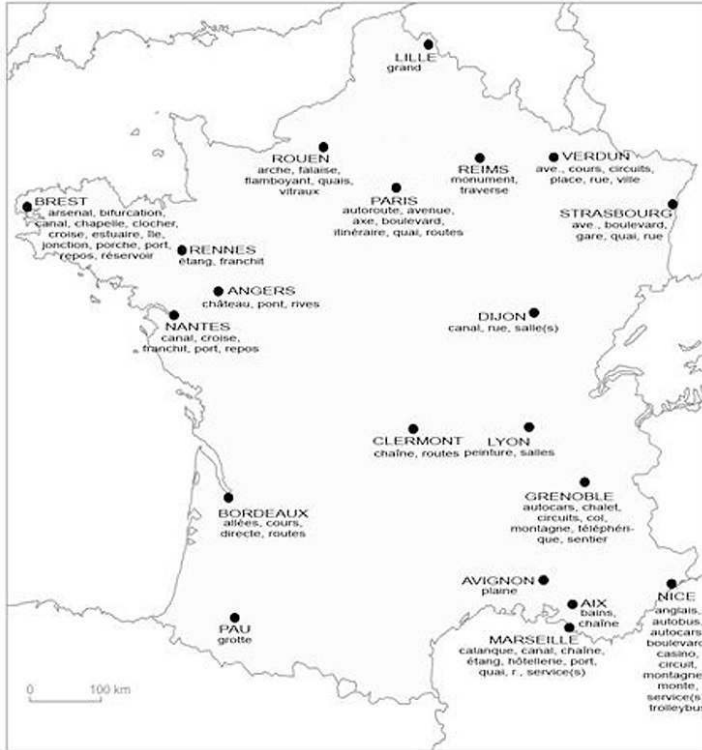 LILLE
grand
ROUEN
arche, falaise,
flamboyant, quais,
vitraux
REIMS
monument,
traverse
VERDUN
ave., cours, circuits,
place, rue, ville
PARIS
autoroute, avenue,
axe, boulevard,
itinéraire, quai, routes
BREST
arsenal, bifurcation,
canal, chapelle, clocher,
croise, estuaire, île,
jonction, porche, port,
repos, réservoir
STRASBOURG
ave., boulevard,
gare, quai, rue
RENNES
étang, franchit
ANGERS
château, pont, rives
NANTES
canal, croise,
franchit, port, repos
DIJON
canal, rue, salle(s)
CLERMONT
chaîne, routes
LYON
peinture, salles
GRENOBLE
autocars, chalet,
circuits, col,
montagne, téléphéri-
que, sentier
BORDEAUX
allées, cours,
directe, routes
AVIGNON
plaine
AIX
bains,
chaîne
NICE
anglais,
autobus,
autocars
boulevard
casino,
circuit,
montagne
monte,
service(s)
trolleybus
PAU
grotte
MARSEILLE
calanque, canal, chaîne,
étang, hôtellerie, port,
quai, r., service(s)
0 100 km